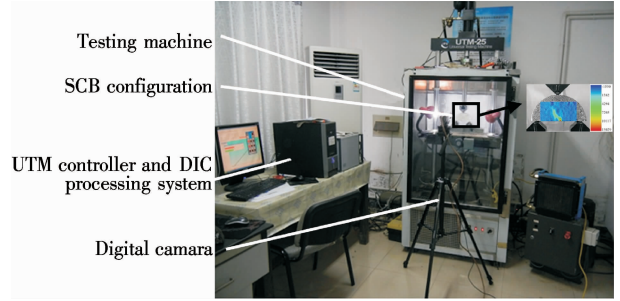 Testing machine
SCB configuration
UTM controller and DIC
processing system
Digital camara
UTM-25